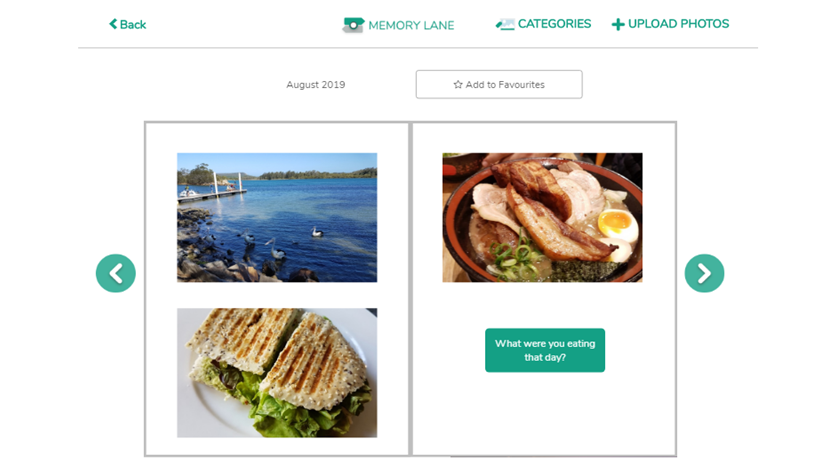 Back
MEMORY LANE
CATEGORIES
UPLOAD PHOTOS
August 2019
Add to Favourites
What were you eating
that day?